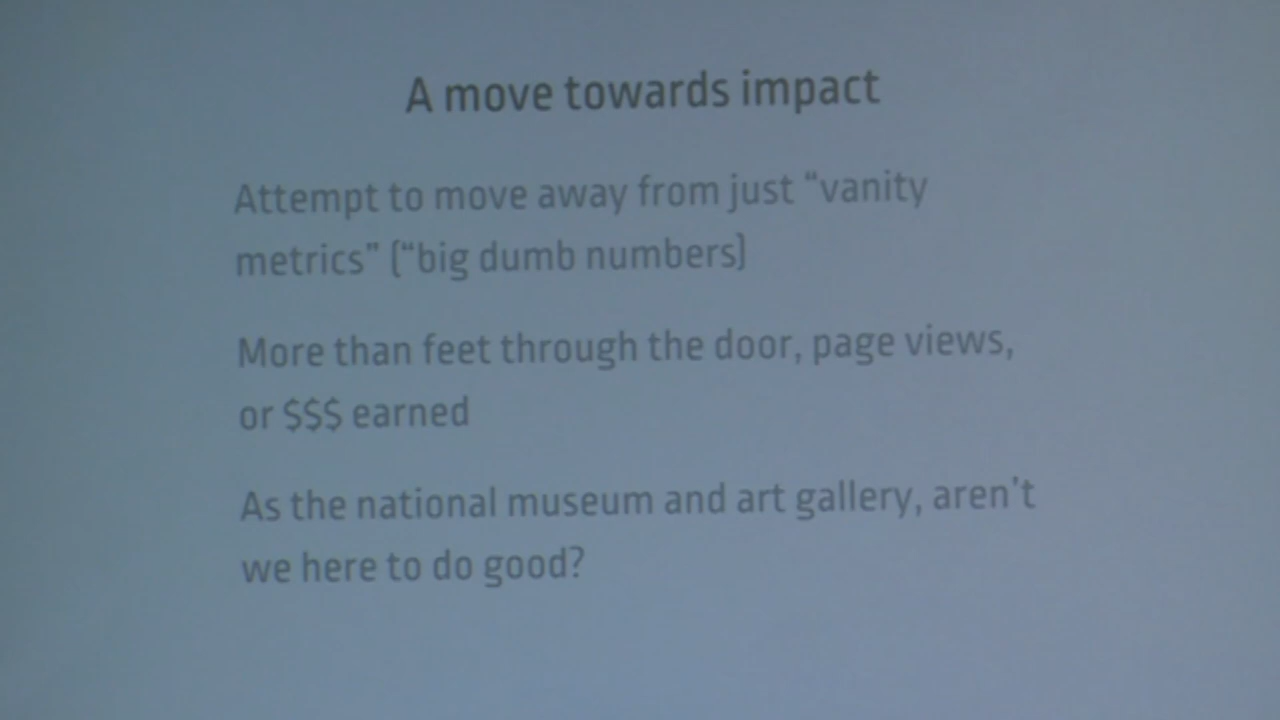 A move towards impact
Attempt to move away from just “vanity
metrics” (“big dumb numbers)
More than feet through the door, page views,
or $$$ earned
As the national museum and art gallery, aren't
we here to do good?